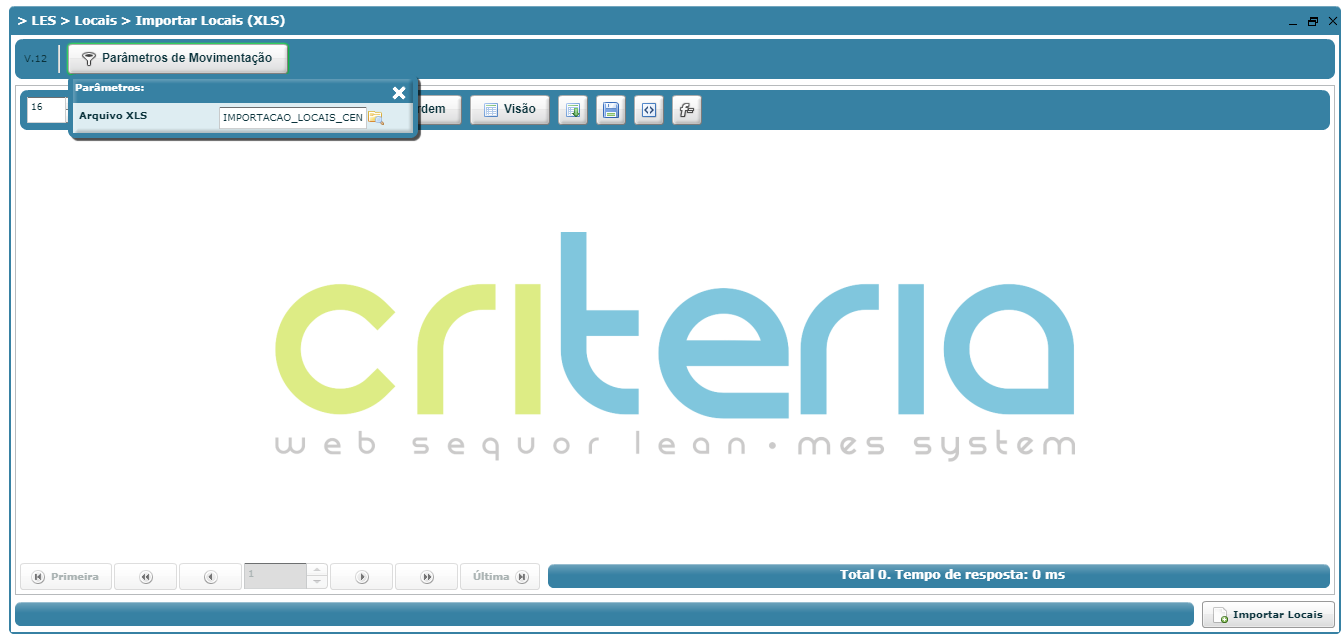 > LES > Locais > Importar Locais (XLS)
V.12
Parâmetros de Movimentação
Parâmetros:
Arquivo XLS
IMPORTACAO_LOCAIS_CEN
16
rdem
Visão
criteria
web sequor lean · mes system
Primeira
1
Última
Total 0. Tempo de resposta: 0 ms
Importar Locais